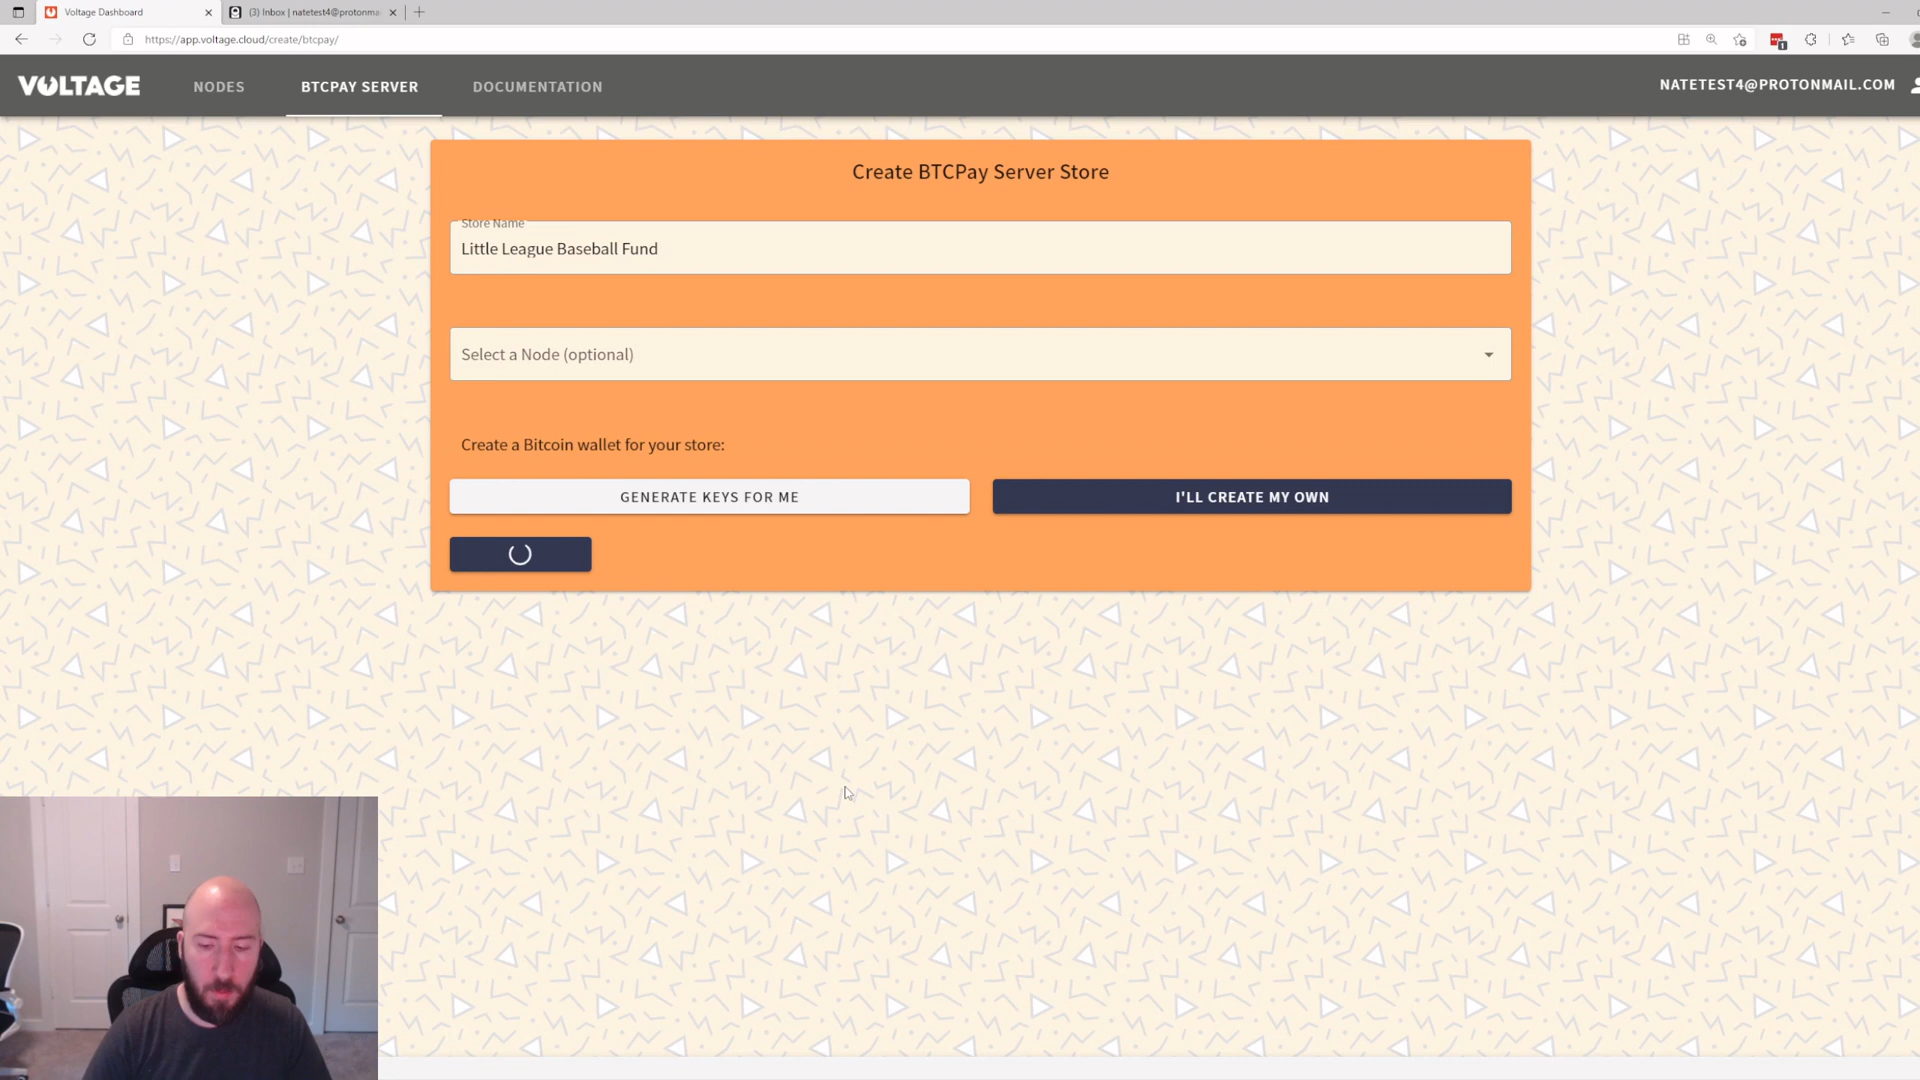 Voltage Dashboard
(3) Inbox | natetest4@protonma
https://app.voltage.cloud/create/btcpay/
1
VOLTAGE
NODES
BTCPAY SERVER
DOCUMENTATION
NATETEST4@PROTONMAIL.COM
Create BTCPay Server Store
Store Name
Little League Baseball Fund
Select a Node (optional)
Create a Bitcoin wallet for your store:
GENERATE KEYS FOR ME
I'LL CREATE MY OWN